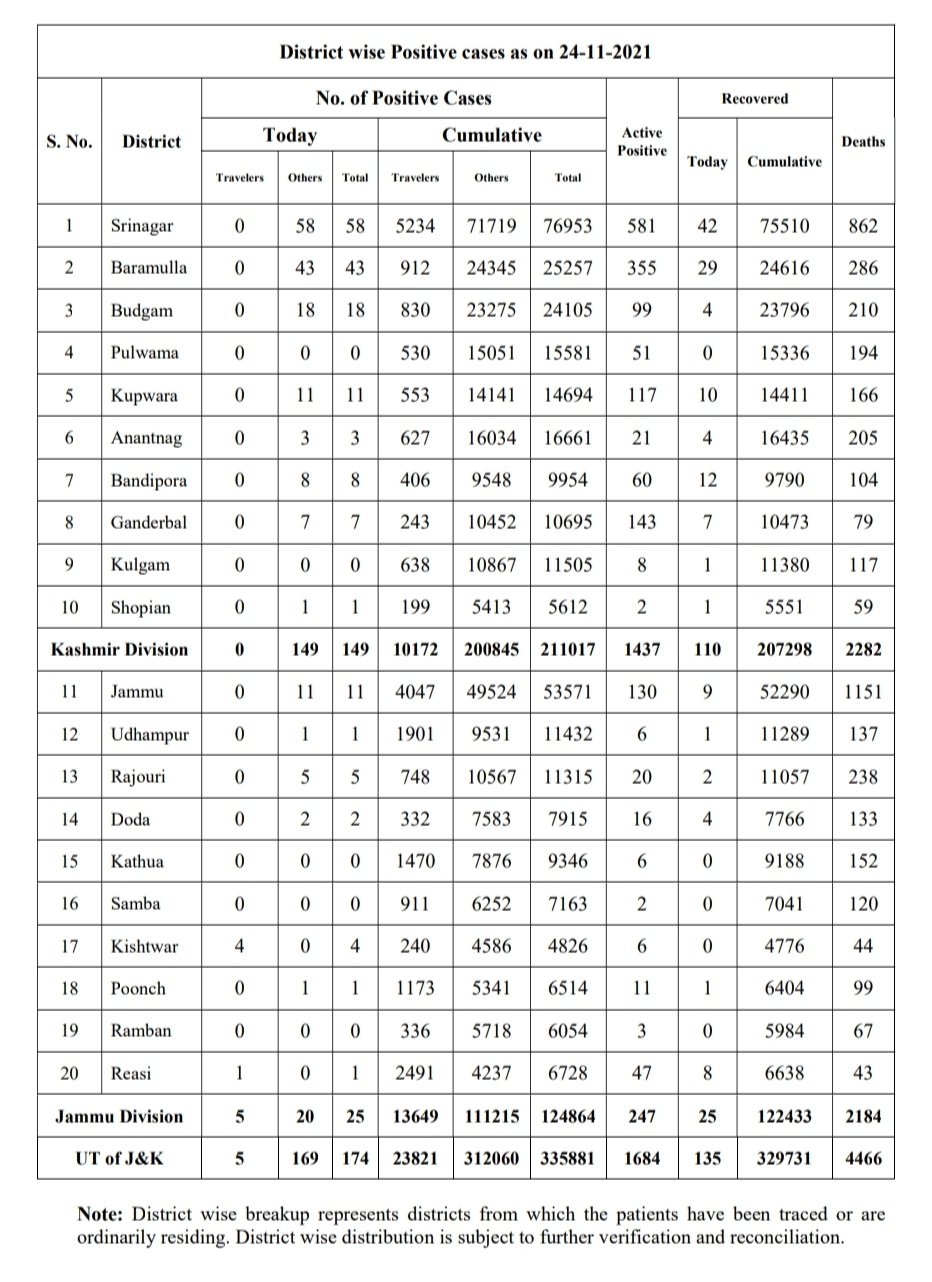 District wise Positive cases as on 24-11-2021
S. No. District No. of Positive Cases Active Positive Recovered Deaths
Today Cumulative Today Cumulative
Travelers Others Total Travelers Others Total
1 Srinagar 0 58 58 5234 71719 76953 581 42 75510 862
2 Baramulla 0 43 43 912 24345 25257 355 29 24616 286
3 Budgam 0 18 18 830 23275 24105 99 4 23796 210
4 Pulwama 0 0 0 530 15051 15581 51 0 15336 194
5 Kupwara 0 11 11 553 14141 14694 117 10 14411 166
6 Anantnag 0 3 3 627 16034 16661 21 4 16435 205
7 Bandipora 0 8 8 406 9548 9954 60 12 9790 104
8 Ganderbal 0 7 7 243 10452 10695 143 7 10473 79
9 Kulgam 0 0 0 638 10867 11505 8 1 11380 117
10 Shopian 0 1 1 199 5413 5612 2 1 5551 59
Kashmir Division 0 149 149 10172 200845 211017 1437 110 207298 2282
11 Jammu 0 11 11 4047 49524 53571 130 9 52290 1151
12 Udhampur 0 1 1 1901 9531 11432 6 1 11289 137
13 Rajouri 0 5 5 748 10567 11315 20 2 11057 238
14 Doda 0 2 2 332 7583 7915 16 4 7766 133
15 Kathua 0 0 0 1470 7876 9346 6 0 9188 152
16 Samba 0 0 0 911 6252 7163 2 0 7041 120
17 Kishtwar 4 0 4 240 4586 4826 6 0 4776 44
18 Poonch 0 1 1 1173 5341 6514 11 1 6404 99
19 Ramban 0 0 0 336 5718 6054 3 0 5984 67
20 Reasi 1 0 1 2491 4237 6728 47 8 6638 43
Jammu Division 5 20 25 13649 111215 124864 247 25 122433 2184
UT of J&K 5 169 174 23821 312060 335881 1684 135 329731 4466
Note: District wise breakup represents districts from which the patients have been traced or are
ordinarily residing. District wise distribution is subject to further verification and reconciliation.